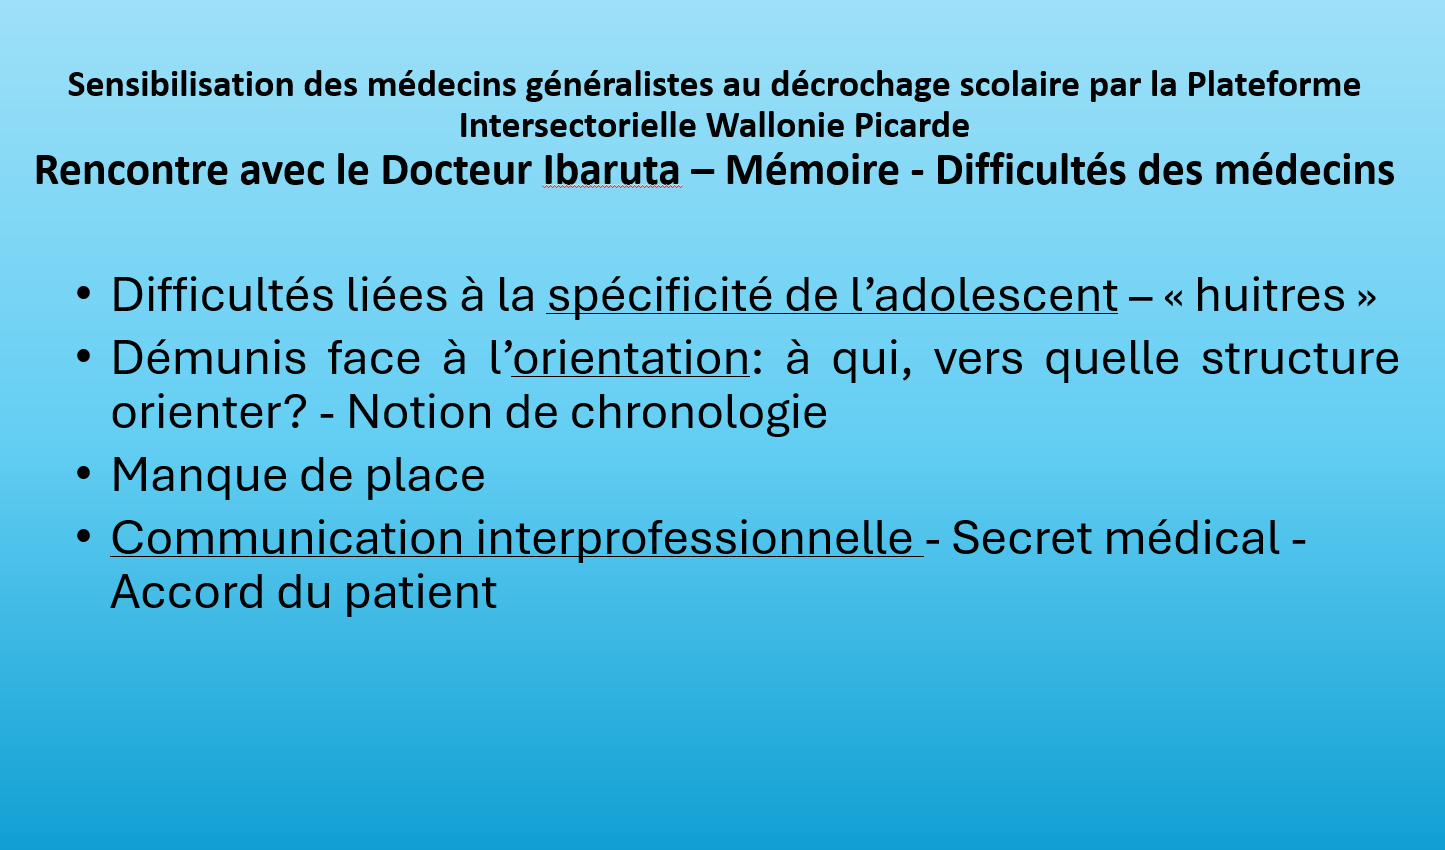 Sensibilisation des médecins généralistes au décrochage scolaire par la Plateforme
Intersectorielle Wallonie Picarde
Rencontre avec le Docteur Ibaruta – Mémoire - Difficultés des médecins
• Difficultés liées à la spécificité de l’adolescent – « huitres »
• Démunis face à l’orientation: à qui, vers quelle structure
orienter? - Notion de chronologie
• Manque de place
• Communication interprofessionnelle - Secret médical -
Accord du patient